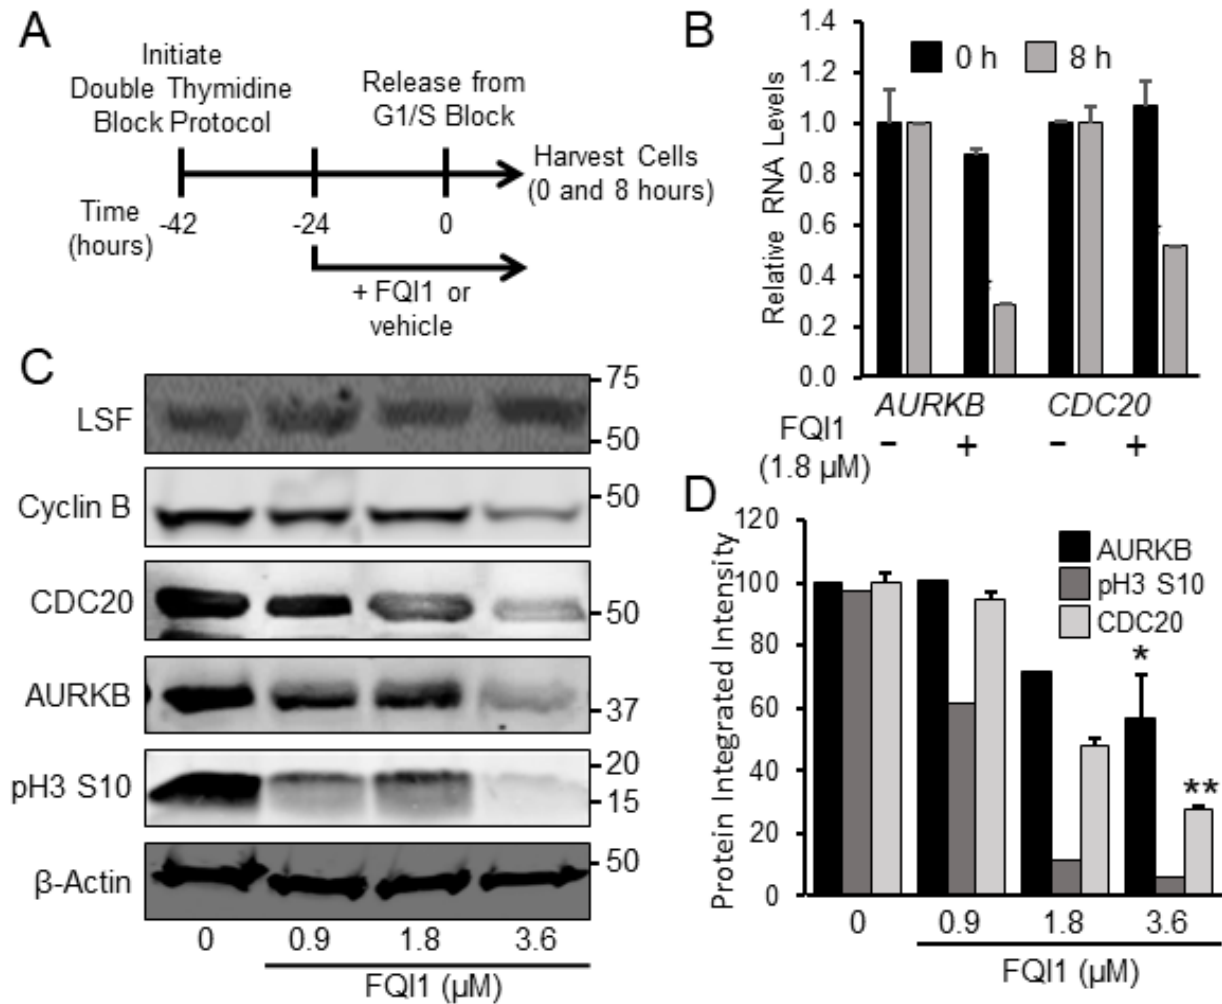 A
Initiate
Double Thymidine
Block Protocol
Release from
G1/S Block
Harvest Cells
(0 and 8 hours)
Time
(hours)
-42
-24
0
+ FQI1 or
vehicle
B
Relative RNA Levels
1.4
1.2
1.0
0.8
0.6
0.4
0.2
0.0
0 h
8 h
AURKB
CDC20
FQI1
(1.8 µM)
- + - +
C
LSF
75
50
Cyclin B
50
CDC20
50
AURKB
37
pH3 S10
20
15
β-Actin
50
0 0.9 1.8 3.6
FQI1 (µM)
D
Protein Integrated Intensity
120
100
80
60
40
20
0
AURKB
pH3 S10
CDC20
*
**
0 0.9 1.8 3.6
FQI1 (µM)